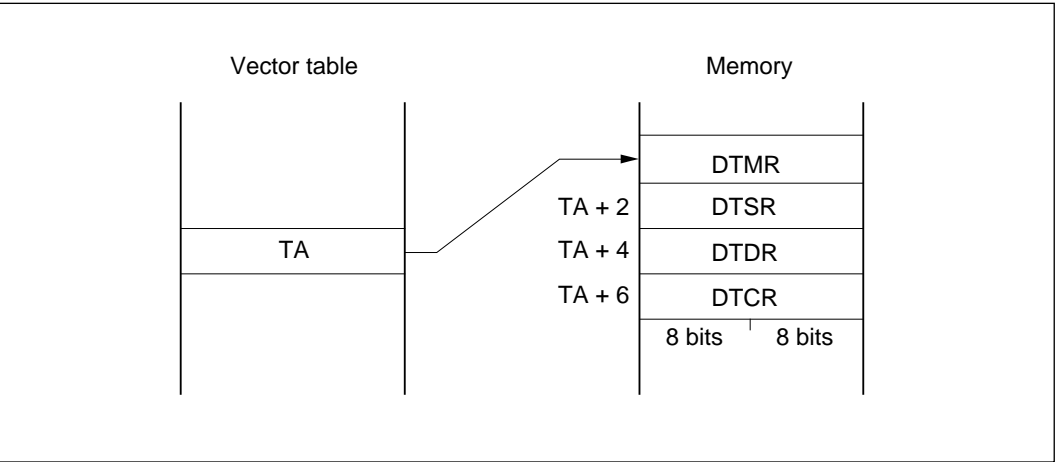 Vector table
Memory
DTMR
TA + 2
DTSR
TA
TA + 4
DTDR
TA + 6
DTCR
8 bits
8 bits